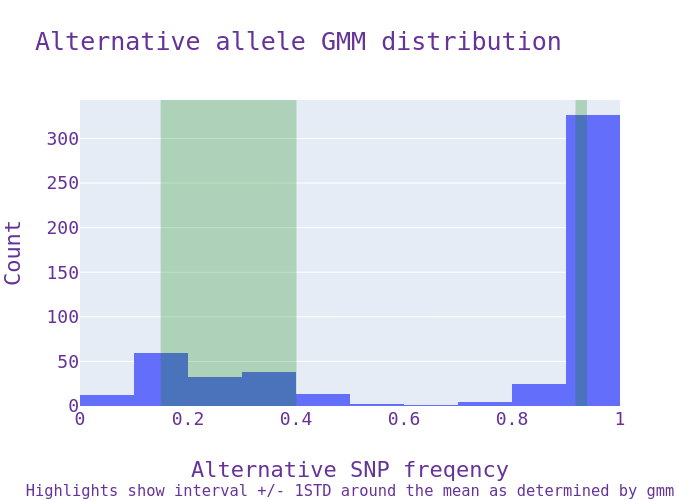 Alternative allele GMM distribution
Count
300
250
200
150
100
50
0
0 0.2 0.4 0.6 0.8 1
Alternative SNP freqency
Highlights show interval +/- 1STD around the mean as determined by gmm